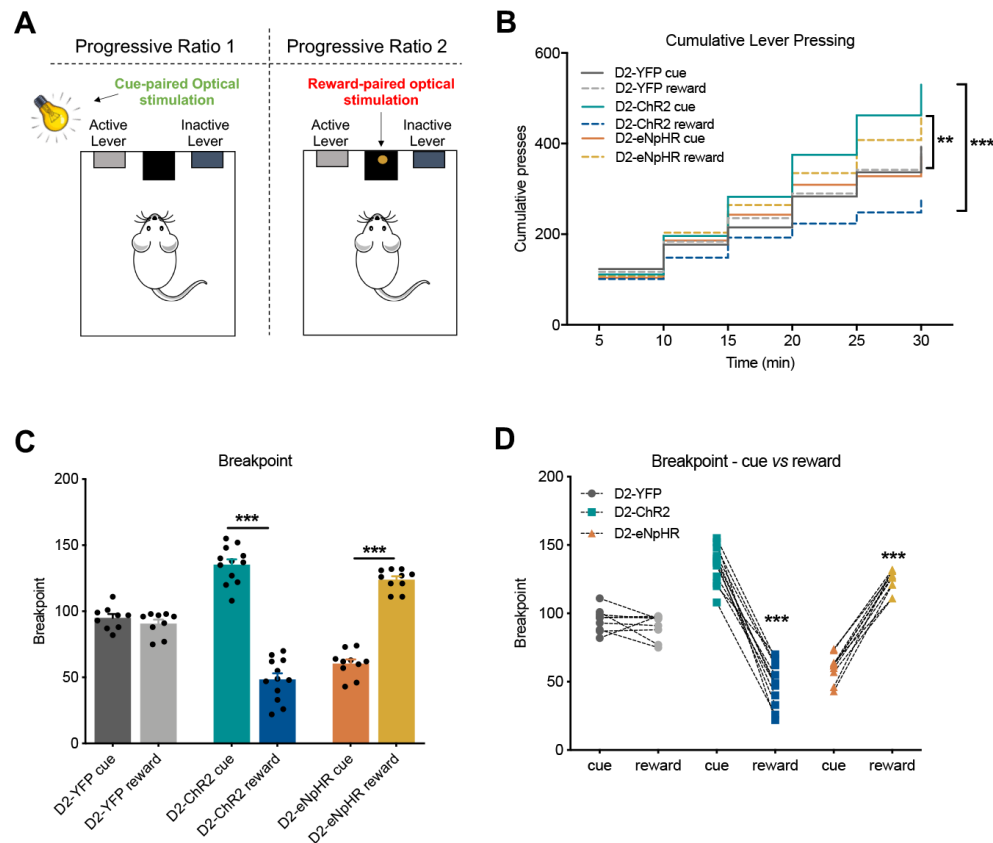 A
Progressive Ratio 1
Progressive Ratio 2
Cue-paired Optical
stimulation
Reward-paired optical
stimulation
Active
Lever
Inactive
Lever
Active
Lever
Inactive
Lever
B
Cumulative Lever Pressing
600
400
200
0
Cumulative presses
D2-YFP cue
D2-YFP reward
D2-ChR2 cue
D2-ChR2 reward
D2-eNpHR cue
D2-eNpHR reward
**
***
5 10 15 20 25 30
Time (min)
C
Breakpoint
200
150
100
50
0
Breakpoint
***
***
D2-YFP cue
D2-YFP reward
D2-ChR2 cue
D2-ChR2 reward
D2-eNpHR cue
D2-eNpHR reward
D
Breakpoint - cue vs reward
200
150
100
50
0
Breakpoint
D2-YFP
D2-ChR2
D2-eNpHR
***
***
cue reward cue reward cue reward